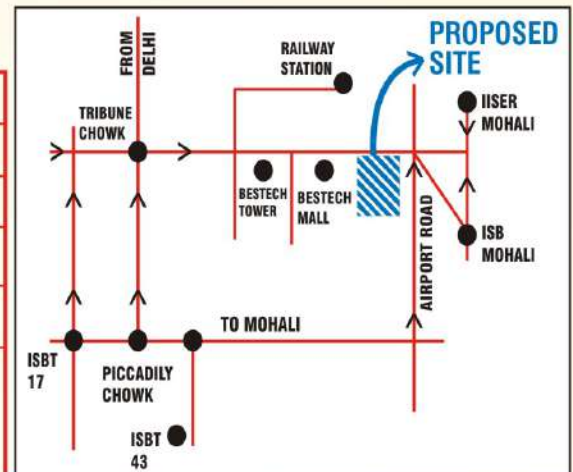 PROPOSED
SITE
FROM
DELHI
RAILWAY
STATION
IISER
MOHALI
TRIBUNE
CHOWK
BESTECH
TOWER
BESTECH
MALL
AIRPORT ROAD
ISB
MOHALI
TO MOHALI
ISBT
17
PICCADILY
CHOWK
ISBT
43